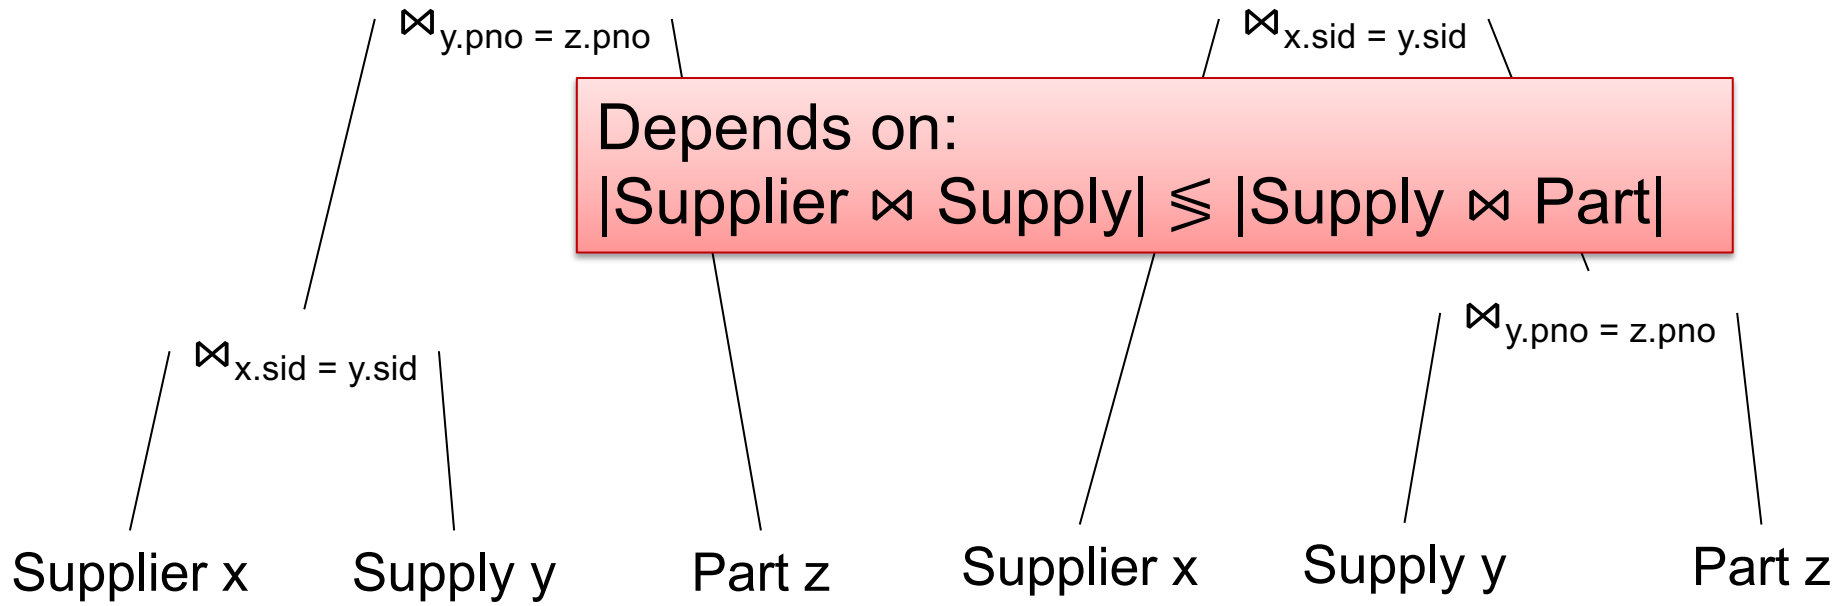 ⋈y.pno = z.pno
⋈x.sid = y.sid
Depends on:
|Supplier ⋈ Supply| ≶ |Supply ⋈ Part|
⋈x.sid = y.sid
⋈y.pno = z.pno
Supplier x
Supply y
Part z
Supplier x
Supply y
Part z